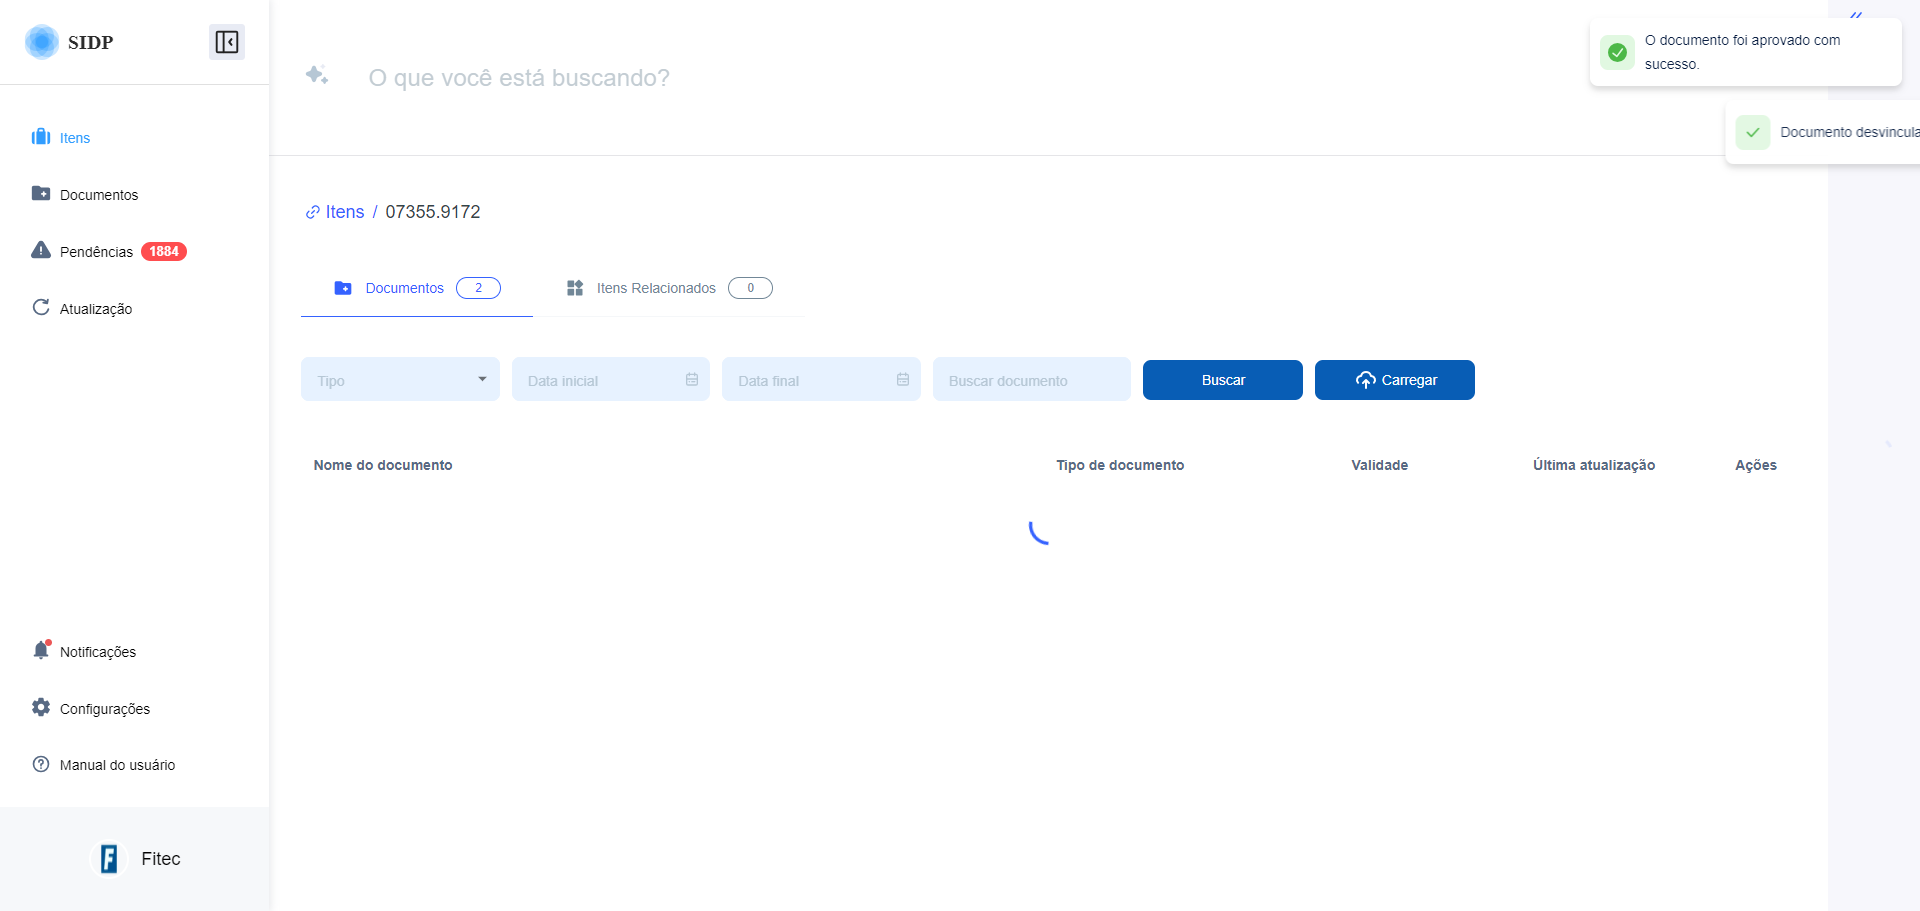 SIDP
O que você está buscando?
O documento foi aprovado com
sucesso.
Documento desvincula
Itens
Documentos
Pendências 1884
Atualização
Itens / 07355.9172
Documentos 2
Itens Relacionados 0
Tipo
Data inicial
Data final
Buscar documento
Buscar
Carregar
Nome do documento
Tipo de documento
Validade
Última atualização
Ações
Notificações
Configurações
Manual do usuário
F Fitec